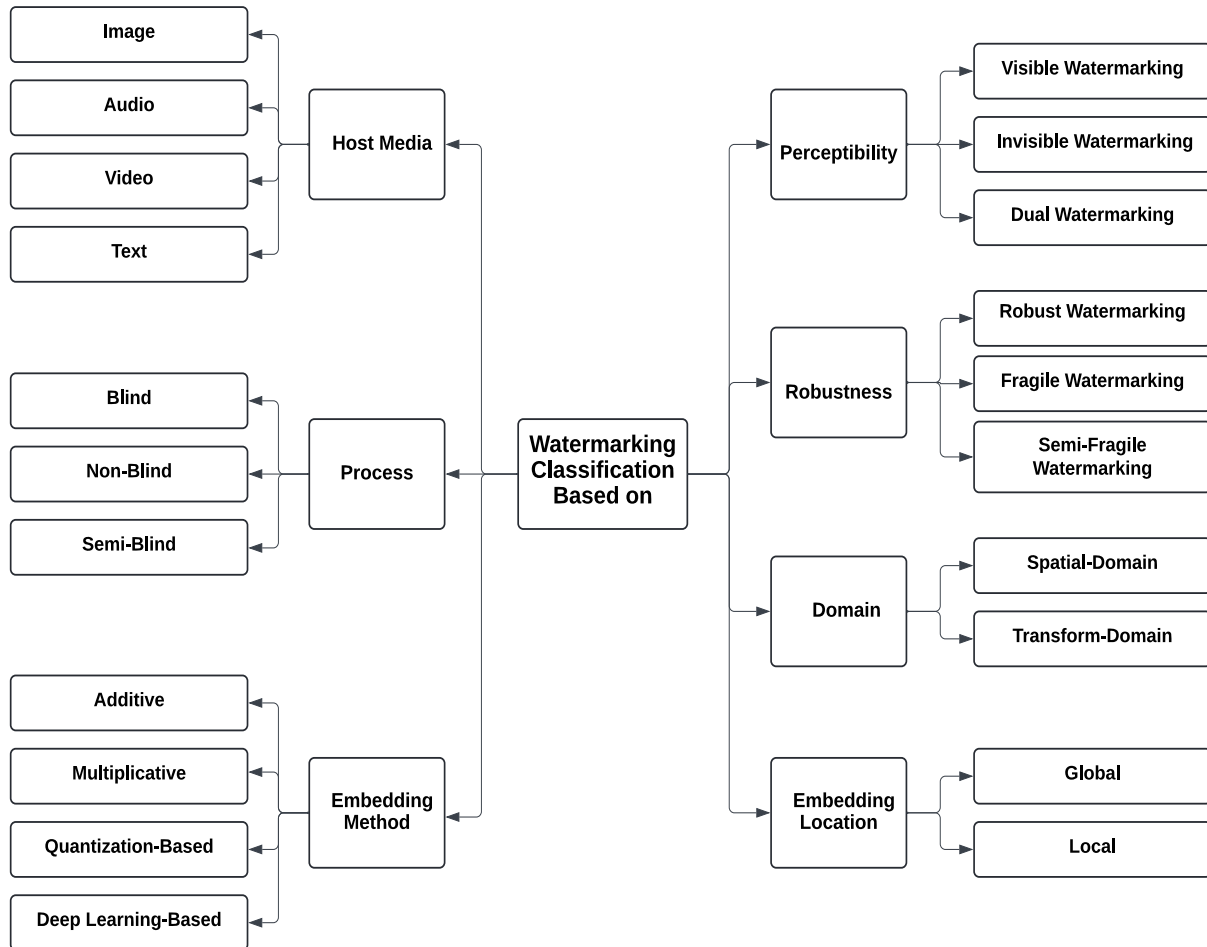 Image
Audio
Video
Text
Host Media
Blind
Non-Blind
Semi-Blind
Process
Additive
Multiplicative
Quantization-Based
Deep Learning-Based
Embedding
Method
Watermarking
Classification
Based on
Perceptibility
Visible Watermarking
Invisible Watermarking
Dual Watermarking
Robustness
Robust Watermarking
Fragile Watermarking
Semi-Fragile
Watermarking
Domain
Spatial-Domain
Transform-Domain
Embedding
Location
Global
Local